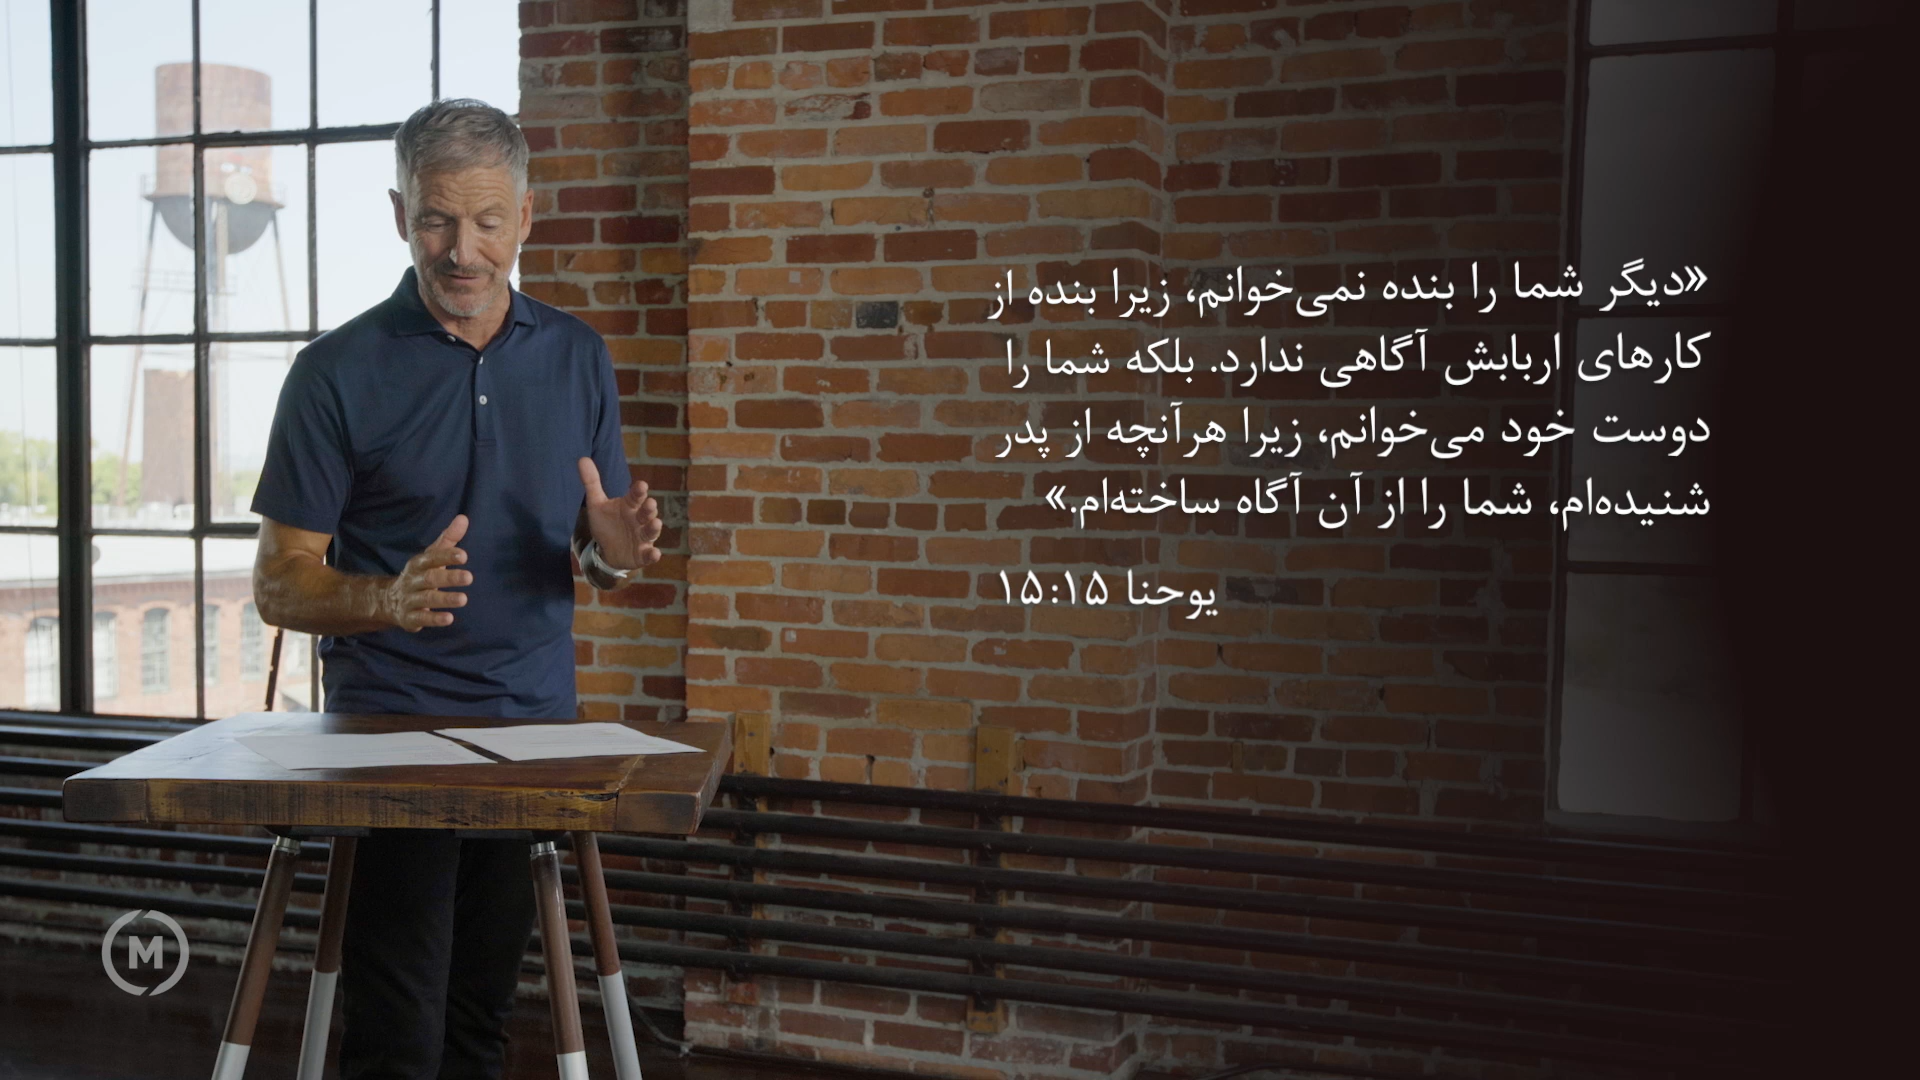 «دیگر شما را بنده نمی‌خوانم، زیرا بنده از
کارهای اربابش آگاهی ندارد. بلکه شما را
دوست خود می‌خوانم، زیرا هرآنچه از پدر
شنیده‌ام، شما را از آن آگاه ساخته‌ام.»
یوحنا ۱۵:۱۵
M